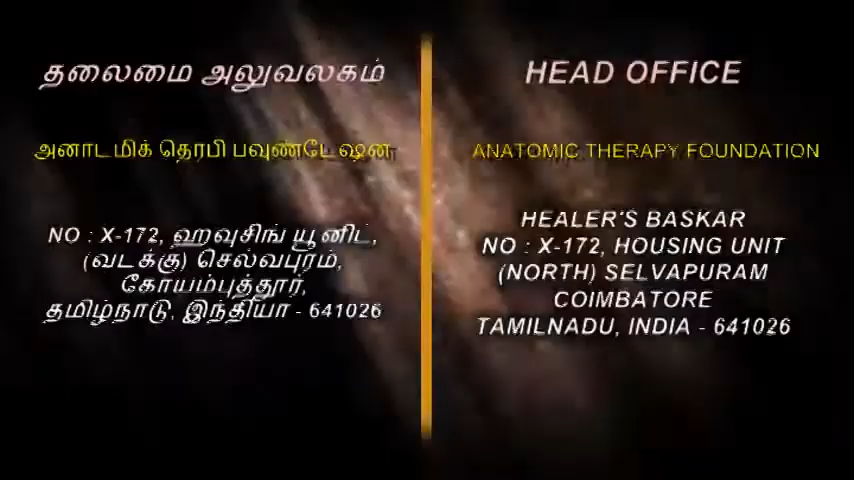 தலைமை அலுவலகம்
அனாடமிக் தெரபி பவுண்டேஷன்
NO : X-172, ஹவுசிங் யூனிட்,
(வடக்கு) செல்வபுரம்,
கோயம்புத்தூர்,
தமிழ்நாடு, இந்தியா - 641026
HEAD OFFICE
ANATOMIC THERAPY FOUNDATION
HEALER'S BASKAR
NO : X-172, HOUSING UNIT
(NORTH) SELVAPURAM
COIMBATORE
TAMILNADU, INDIA - 641026